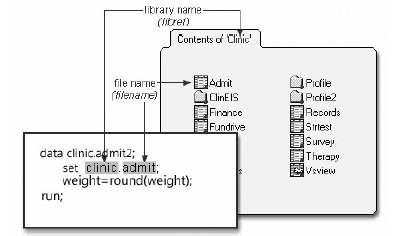 library name
(libref)
Contents of 'Clinic'
file name
(filename)
Admit
ClinEIS
Finance
Fundrive
Profile
Profile2
Records
Strtest
Survey
Therapy
Vsview
data clinic.admit2;
set clinic.admit;
weight=round(weight);
run;